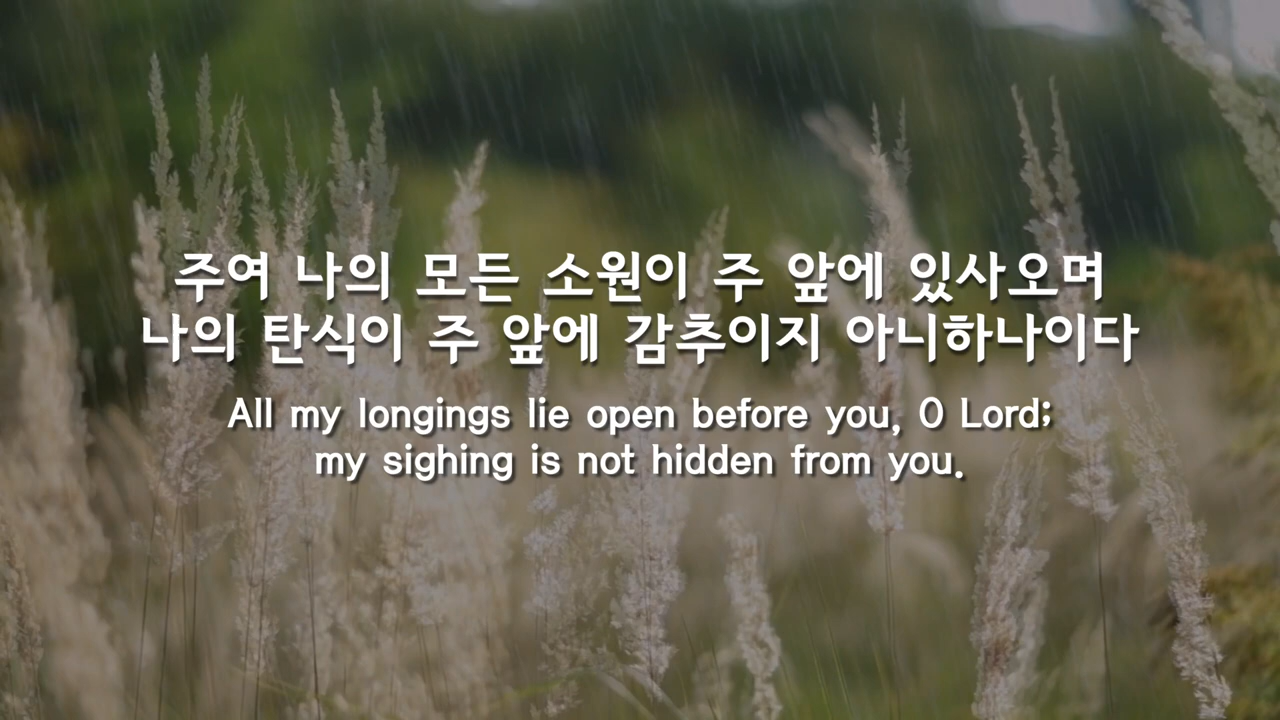 주여 나의 모든 소원이 주 앞에 있사오며
나의 탄식이 주 앞에 감추이지 아니하나이다
All my longings lie open before you, O Lord;
my sighing is not hidden from you.